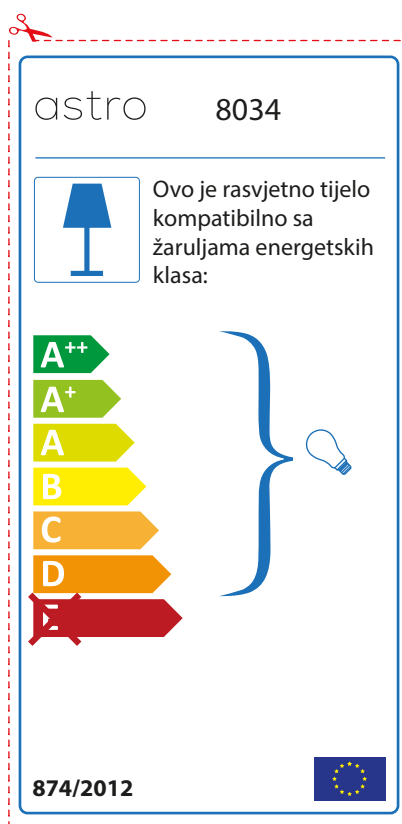 astro 8034
Ovo je rasvjetno tijelo
kompatibilno sa
žaruljama energetskih
klasa:
A++
A+
A
B
C
D
E
874/2012